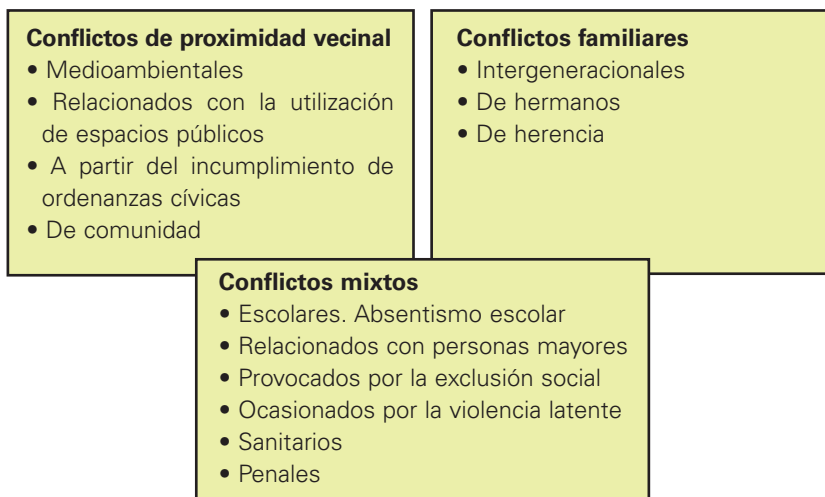 Conflictos de proximidad vecinal
• Medioambientales
• Relacionados con la utilización
de espacios públicos
• A partir del incumplimiento de
ordenanzas cívicas
• De comunidad
Conflictos familiares
• Intergeneracionales
• De hermanos
• De herencia
Conflictos mixtos
• Escolares. Absentismo escolar
• Relacionados con personas mayores
• Provocados por la exclusión social
• Ocasionados por la violencia latente
• Sanitarios
• Penales